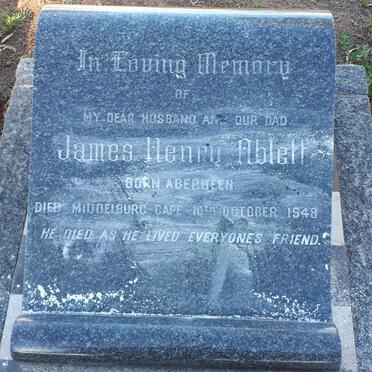 In Loving Memory
OF
MY DEAR HUSBAND AND OUR DAD
James Henry Ablett
BORN ABERDEEN
DIED MIDDELBURG CAPE 10TH OCTOBER 1948
HE DIED AS HE LIVED EVERYONE'S FRIEND.